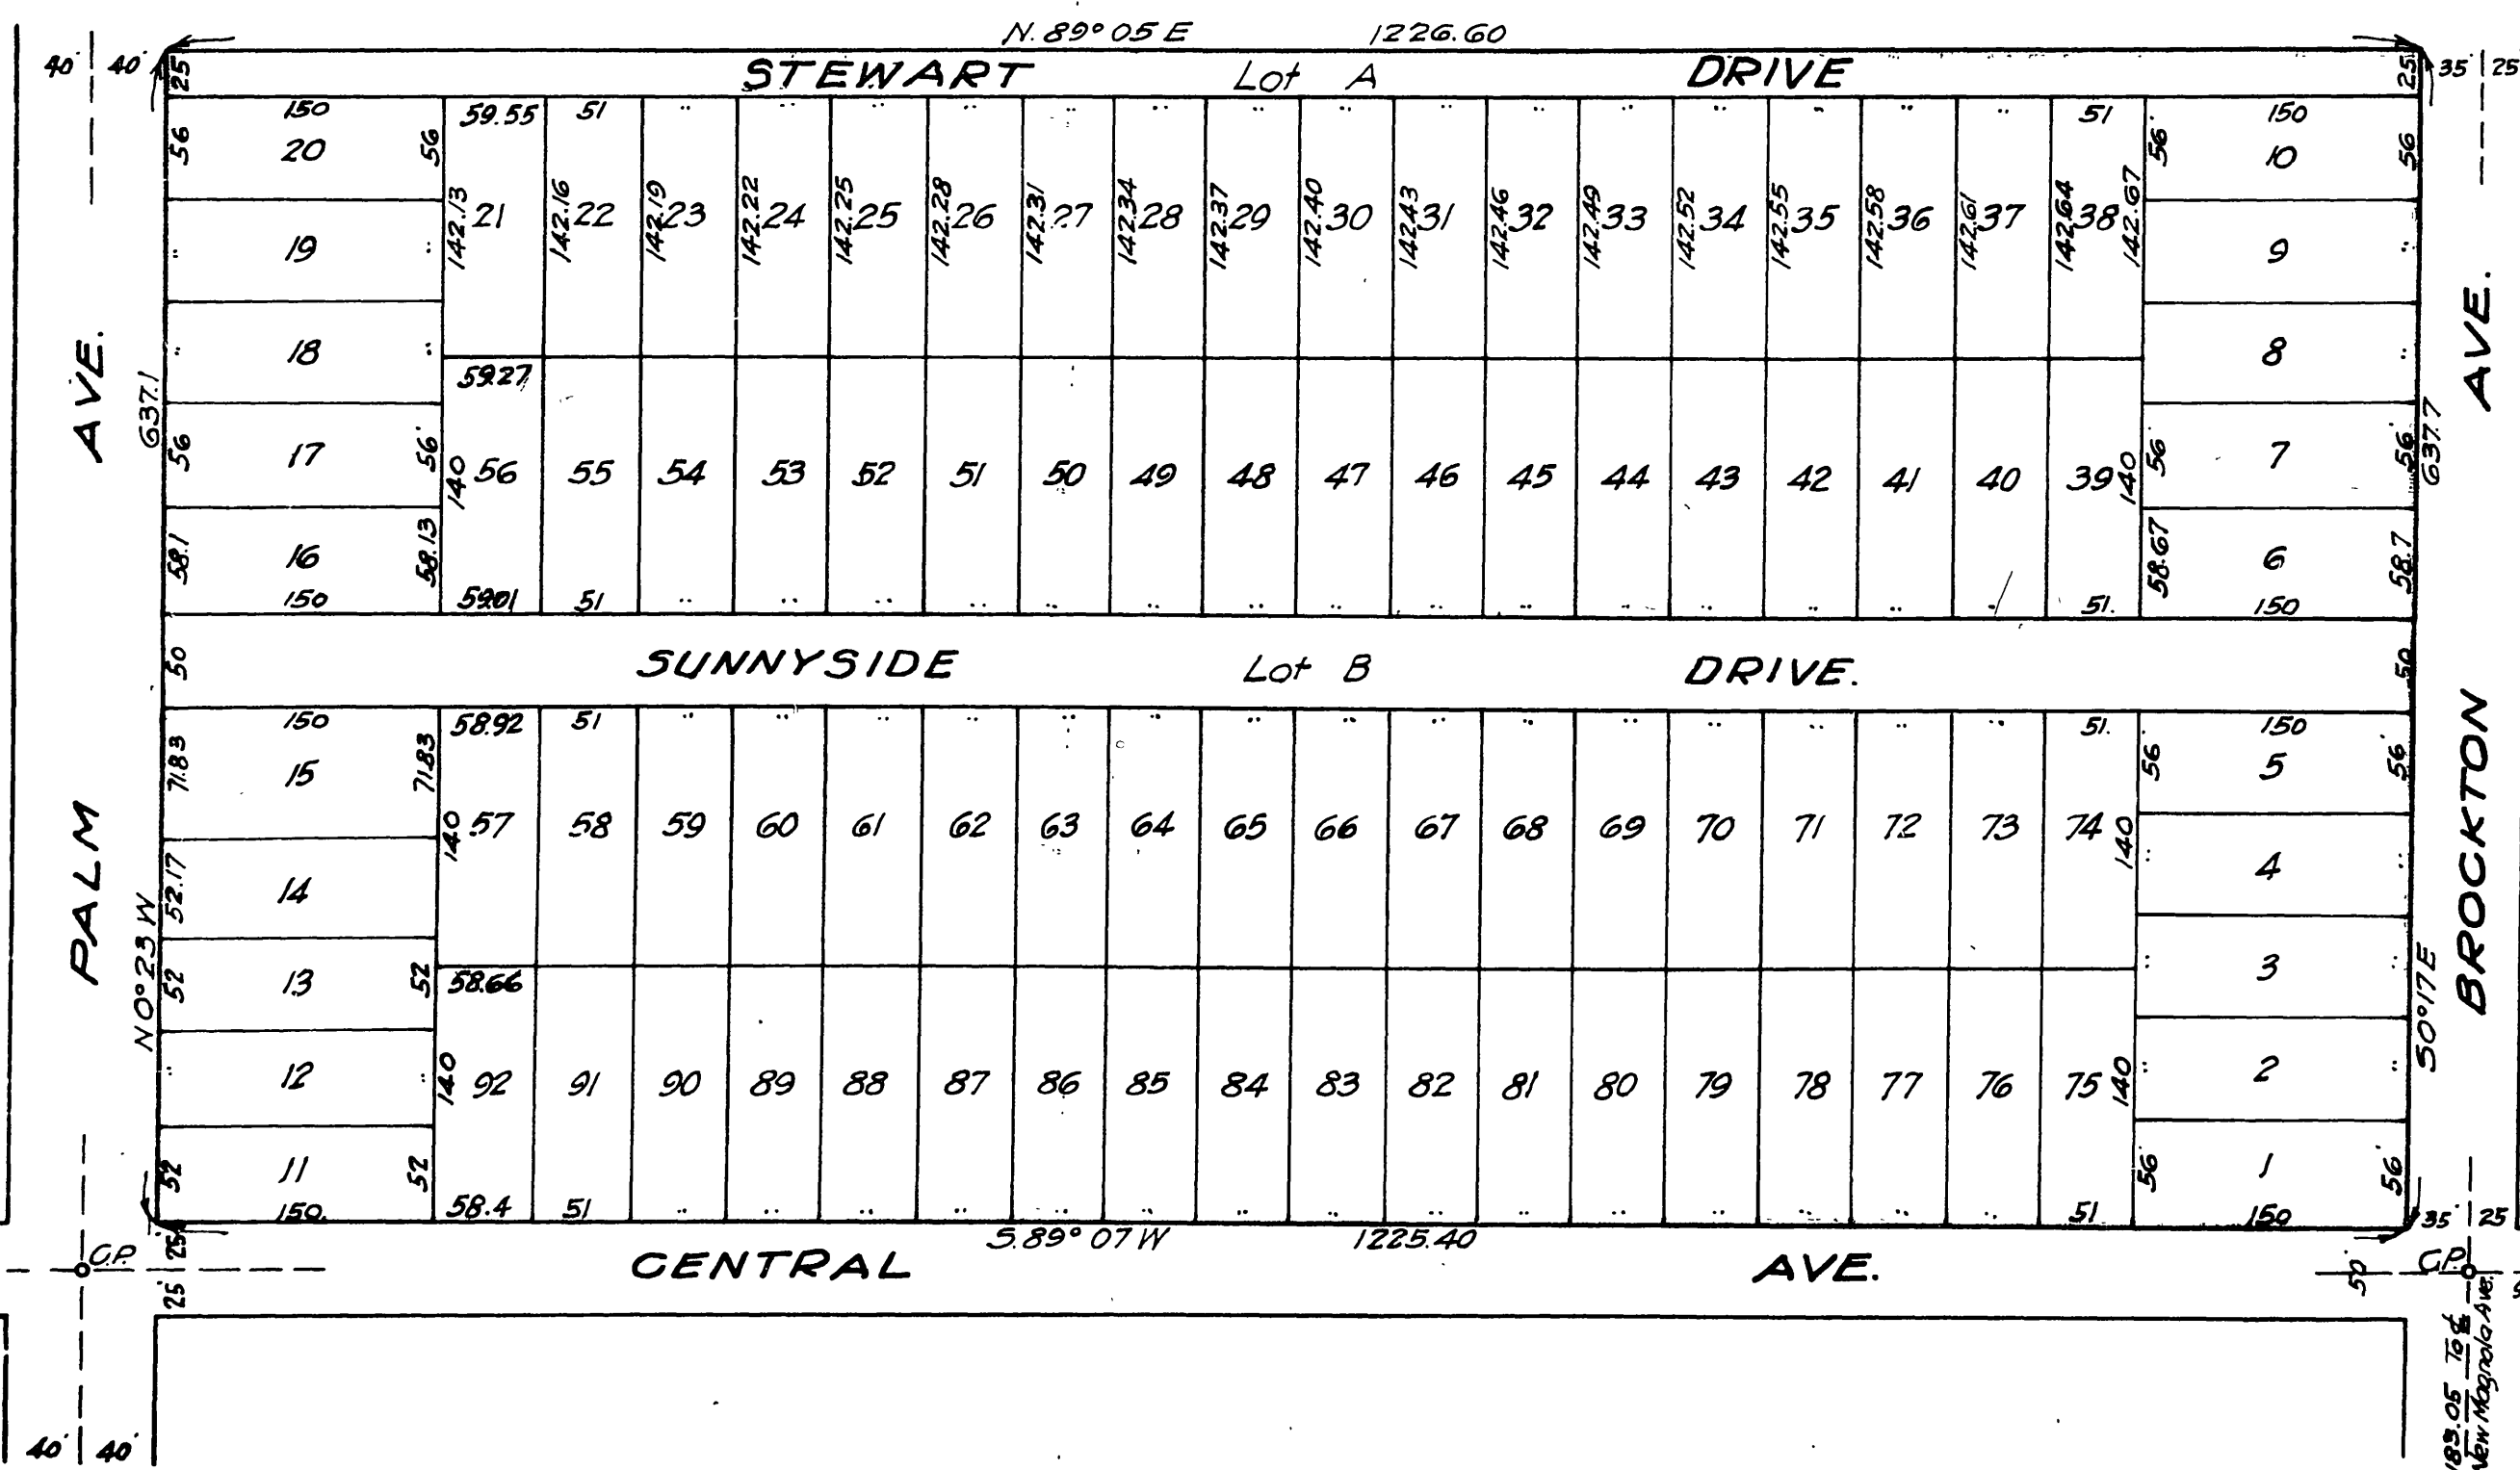 N. 89° 05 E 1226.60
40' 40' 25 STEWART Lot A DRIVE 25 35' 25
150 59.55 51 " " " " " " " " " " " " " " " 51 150
56 20 56 56' 10 56
142.13 21 142.16 22 142.19 23 142.22 24 142.25 25 142.28 26 142.31 27 142.34 28 142.37 29 142.40 30 142.43 31 142.46 32 142.49 33 142.52 34 142.55 35 142.58 36 142.61 37 142.64 38 142.67
" 19 " 9 "
" 18 " 8 "
59.27
AVE. 637.1 637.7 AVE.
56 17 56' 56 7 56'
140 56 55 54 53 52 51 50 49 48 47 46 45 44 43 42 41 40 39 140
58.1 16 58.13 58.67 6 58.7
150 59.01 51 " " " " " " " " " " " " " " " 51. 150
50 SUNNYSIDE Lot B DRIVE. 50
150 58.92 51 " " " " " " " " " " " " " " " 51. 150
71.83 15 71.83 56 5 56'
140 57 58 59 60 61 62 63 64 65 66 67 68 69 70 71 72 73 74 140
PALM 52.17 14 " 4 " BROCKTON
N 0° 23 W 52 13 52 58.66 " 3 " S 0° 17 E
" 12 " " 2 "
140 92 91 90 89 88 87 86 85 84 83 82 81 80 79 78 77 76 75 140
52 11 52 56' 1 56'
150. 58.4 51 " " " " " " " " " " " " " " " 51 150
S. 89° 07 W 1225.40 35' 25
C.P. 25 CENTRAL AVE. 50 C.P.
25
40' 40'
183.05 To ℄
New Magnolia Ave.